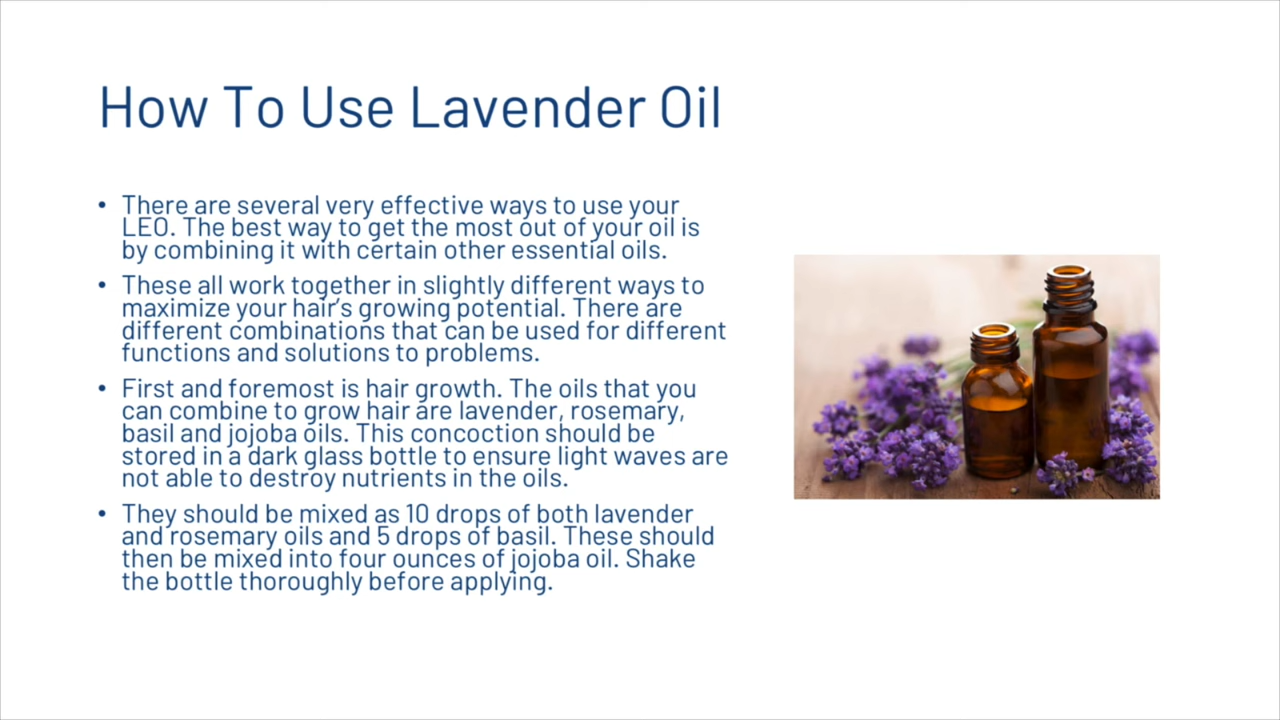 How To Use Lavender Oil
• There are several very effective ways to use your
LEO. The best way to get the most out of your oil is
by combining it with certain other essential oils.
• These all work together in slightly different ways to
maximize your hair's growing potential. There are
different combinations that can be used for different
functions and solutions to problems.
• First and foremost is hair growth. The oils that you
can combine to grow hair are lavender, rosemary,
basil and jojoba oils. This concoction should be
stored in a dark glass bottle to ensure light waves are
not able to destroy nutrients in the oils.
• They should be mixed as 10 drops of both lavender
and rosemary oils and 5 drops of basil. These should
then be mixed into four ounces of jojoba oil. Shake
the bottle thoroughly before applying.